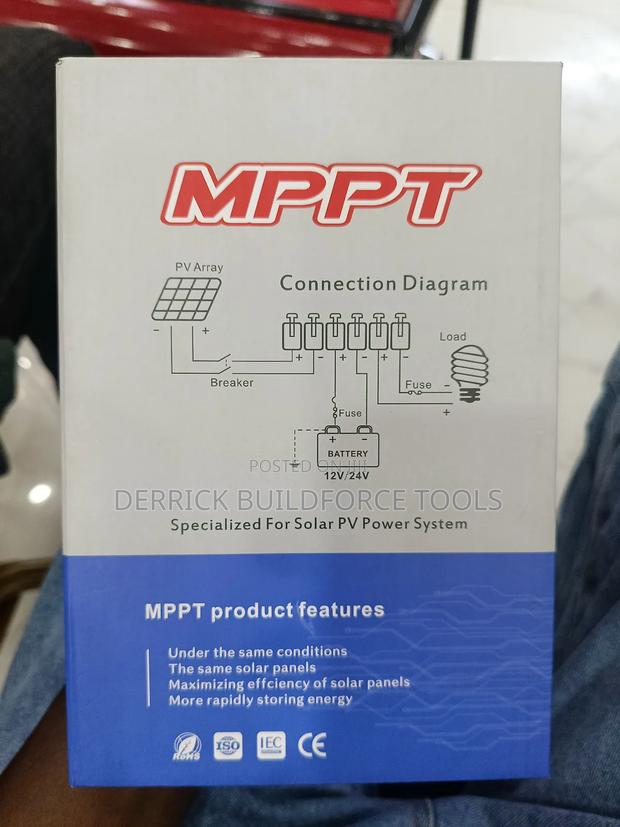 MPPT
PV Array
Connection Diagram
- +
+ - + - + -
Load
Breaker
Fuse
-
+
Fuse
+ -
BATTERY
12V/24V
POSTED ON JIJI
DERRICK BUILDFORCE TOOLS
Specialized For Solar PV Power System
MPPT product features
Under the same conditions
The same solar panels
Maximizing effciency of solar panels
More rapidly storing energy
RoHS ISO IEC CE